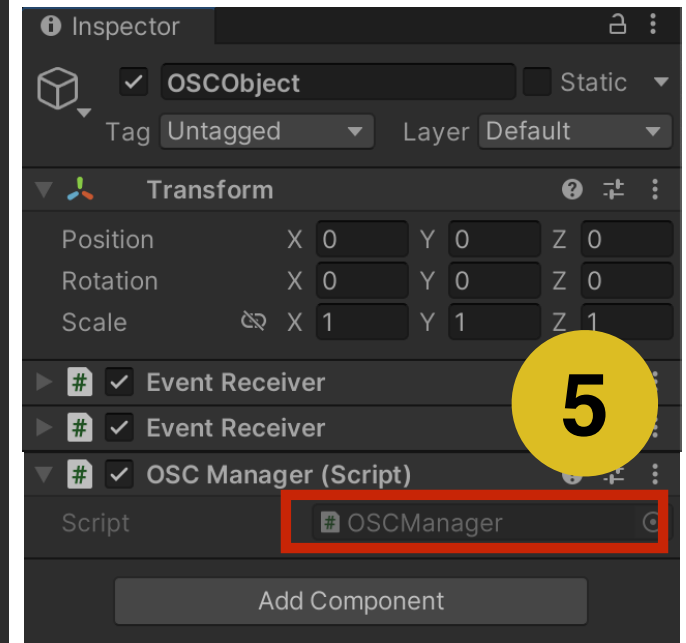 Inspector
OSCObject Static
Tag Untagged Layer Default
Transform
Position X 0 Y 0 Z 0
Rotation X 0 Y 0 Z 0
Scale X 1 Y 1 Z 1
# Event Receiver
5
# Event Receiver
# OSC Manager (Script)
Script # OSCManager
Add Component